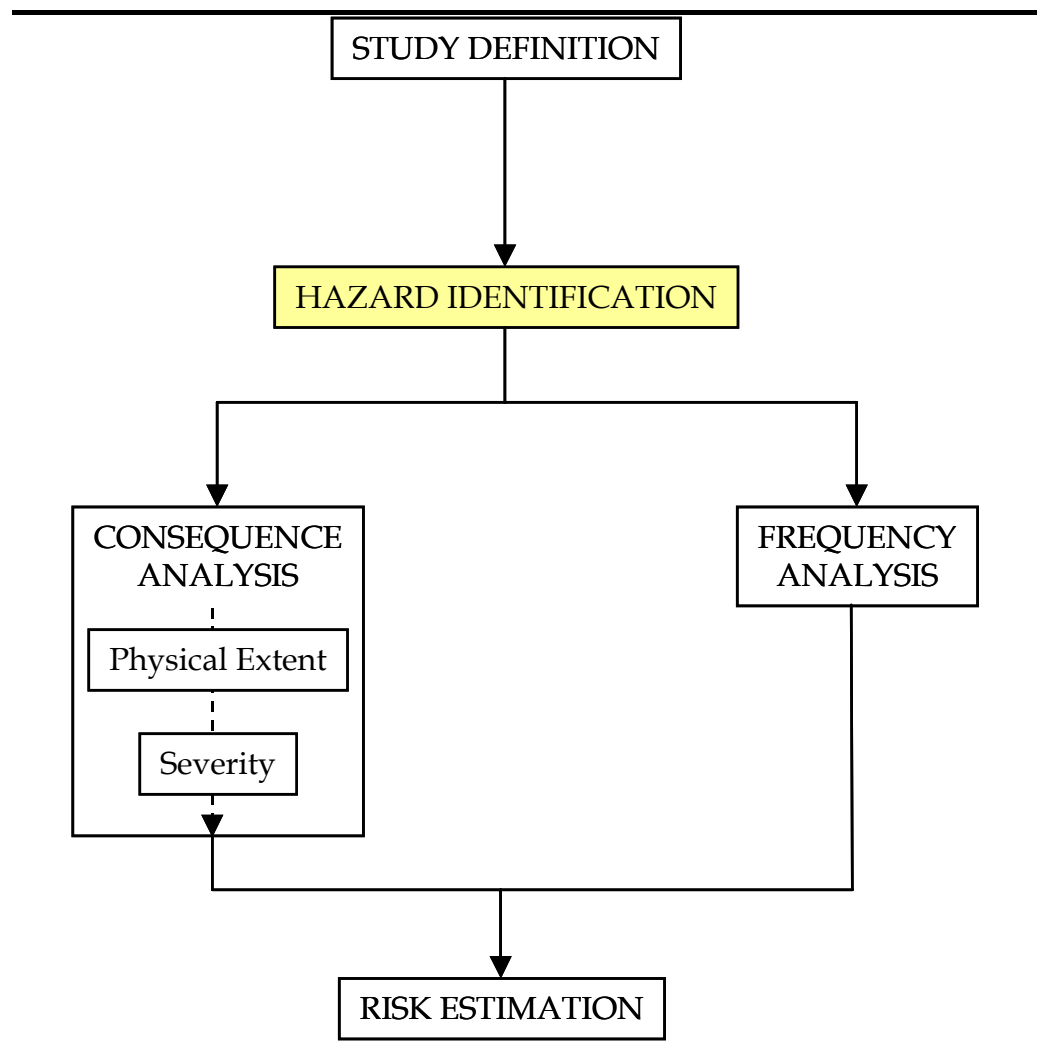 STUDY DEFINITION
HAZARD IDENTIFICATION
CONSEQUENCE
ANALYSIS
Physical Extent
Severity
FREQUENCY
ANALYSIS
RISK ESTIMATION